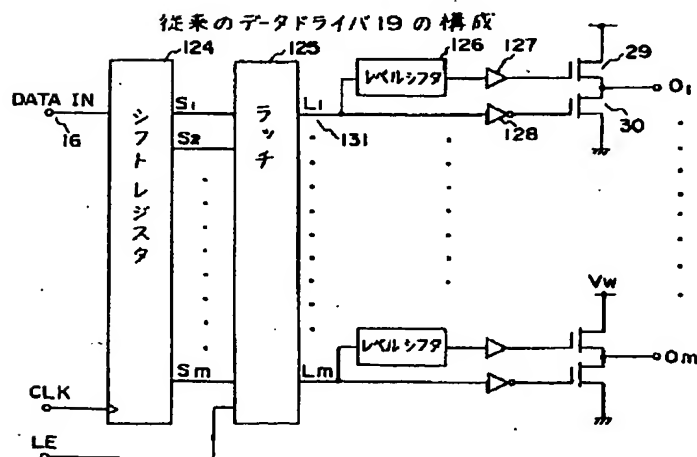 従来のデータドライバ19の構成
124
125
126
127
29
DATA IN
16
シフトレジスタ
S1
S2
ラッチ
L1
131
レベルシフタ
128
O1
30
Vw
レベルシフタ
Sm
Lm
Om
CLK
LE